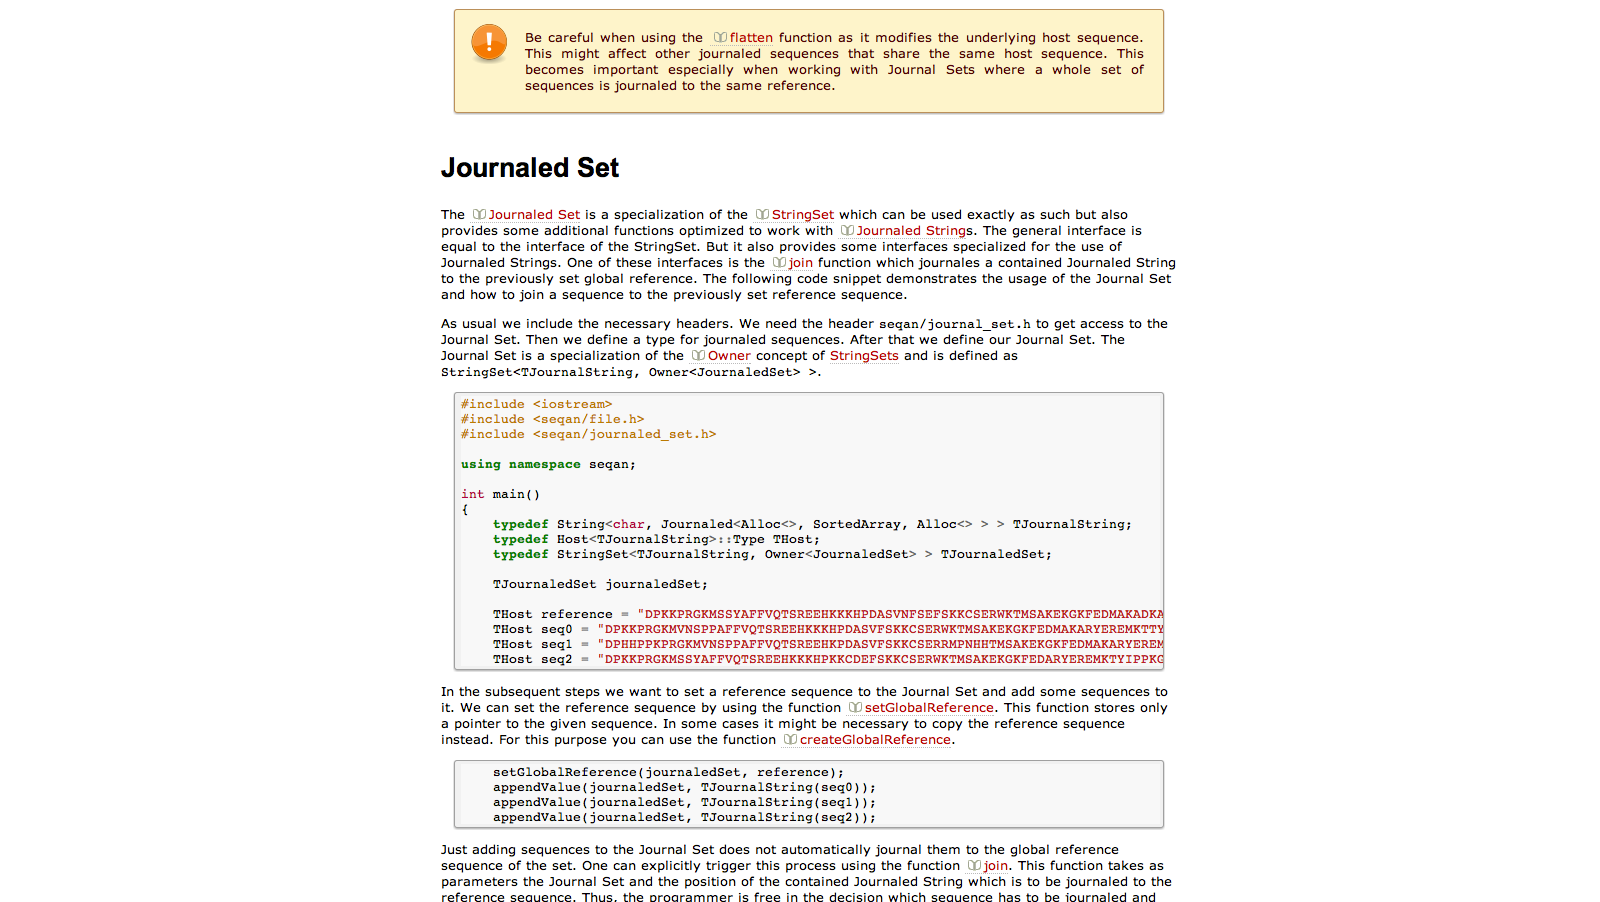 Be careful when using the flatten function as it modifies the underlying host sequence.
This might affect other journaled sequences that share the same host sequence. This
becomes important especially when working with Journal Sets where a whole set of
sequences is journaled to the same reference.
Journaled Set
The Journaled Set is a specialization of the StringSet which can be used exactly as such but also
provides some additional functions optimized to work with Journaled Strings. The general interface is
equal to the interface of the StringSet. But it also provides some interfaces specialized for the use of
Journaled Strings. One of these interfaces is the join function which journales a contained Journaled String
to the previously set global reference. The following code snippet demonstrates the usage of the Journal Set
and how to join a sequence to the previously set reference sequence.
As usual we include the necessary headers. We need the header seqan/journal_set.h to get access to the
Journal Set. Then we define a type for journaled sequences. After that we define our Journal Set. The
Journal Set is a specialization of the Owner concept of StringSets and is defined as
StringSet<TJournalString, Owner<JournaledSet> >.
#include <iostream>
#include <seqan/file.h>
#include <seqan/journaled_set.h>
using namespace seqan;
int main()
{
typedef String<char, Journaled<Alloc<>, SortedArray, Alloc<> > > TJournalString;
typedef Host<TJournalString>::Type THost;
typedef StringSet<TJournalString, Owner<JournaledSet> > TJournaledSet;
TJournaledSet journaledSet;
THost reference = "DPKKPRGKMSSYAFFVQTSREEHKKKHPDASVNFSEFSKKCSERWKTMSAKEKGKFEDMAKADKA
THost seq0 = "DPKKPRGKMVNSPPAFFVQTSREEHKKKHPDASVFSKKCSERWKTMSAKEKGKFEDMAKARYEREMKTTY
THost seq1 = "DPHHPPKPRGKMVNSPPAFFVQTSREEHKPDASVFSKKCSERRMPNHHTMSAKEKGKFEDMAKARYEREM
THost seq2 = "DPKKPRGKMSSYAFFVQTSREEHKKKHPKKCDEFSKKCSERWKTMSAKEKGKFEDARYEREMKTYIPPKG
In the subsequent steps we want to set a reference sequence to the Journal Set and add some sequences to
it. We can set the reference sequence by using the function setGlobalReference. This function stores only
a pointer to the given sequence. In some cases it might be necessary to copy the reference sequence
instead. For this purpose you can use the function createGlobalReference.
setGlobalReference(journaledSet, reference);
appendValue(journaledSet, TJournalString(seq0));
appendValue(journaledSet, TJournalString(seq1));
appendValue(journaledSet, TJournalString(seq2));
Just adding sequences to the Journal Set does not automatically journal them to the global reference
sequence of the set. One can explicitly trigger this process using the function join. This function takes as
parameters the Journal Set and the position of the contained Journaled String which is to be journaled to the
reference sequence. Thus, the programmer is free in the decision which sequence has to be journaled and